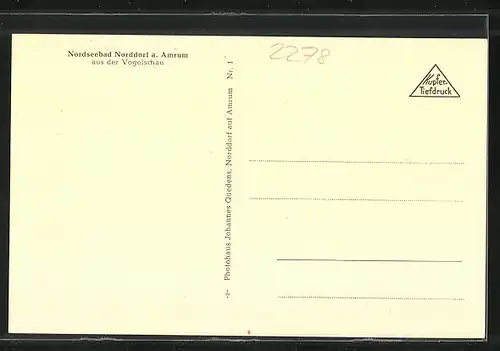 Nordseebad Norddorf a. Amrum
aus der Vogelschau
-z- Photohaus Johannes Quedens, Norddorf auf Amrum Nr. 1
2278
Kupfer-
Tiefdruck